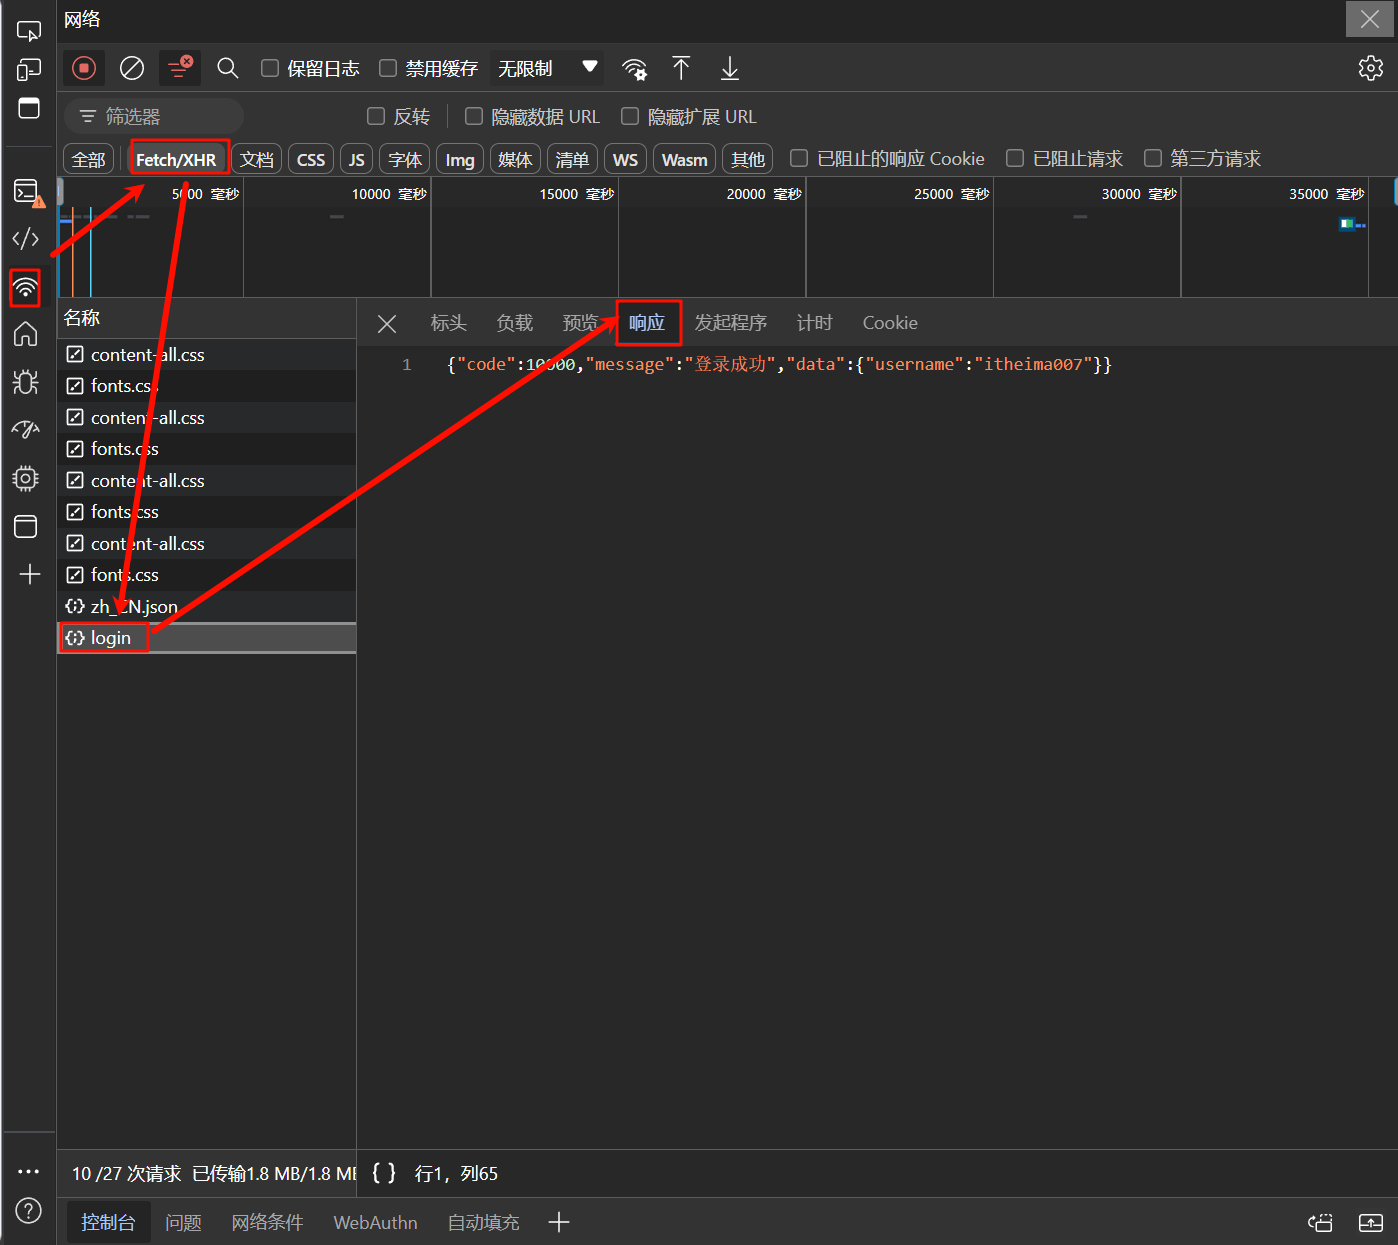 网络
保留日志 禁用缓存 无限制
筛选器 反转 隐藏数据 URL 隐藏扩展 URL
全部 Fetch/XHR 文档 CSS JS 字体 Img 媒体 清单 WS Wasm 其他 已阻止的响应 Cookie 已阻止请求 第三方请求
5000 毫秒 10000 毫秒 15000 毫秒 20000 毫秒 25000 毫秒 30000 毫秒 35000 毫秒
名称
标头 负载 预览 响应 发起程序 计时 Cookie
1 {"code":10000,"message":"登录成功","data":{"username":"itheima007"}}
content-all.css
fonts.css
content-all.css
fonts.css
content-all.css
fonts.css
content-all.css
fonts.css
zh_CN.json
login
10 /27 次请求 已传输1.8 MB/1.8 ME
{ } 行1，列65
控制台 问题 网络条件 WebAuthn 自动填充